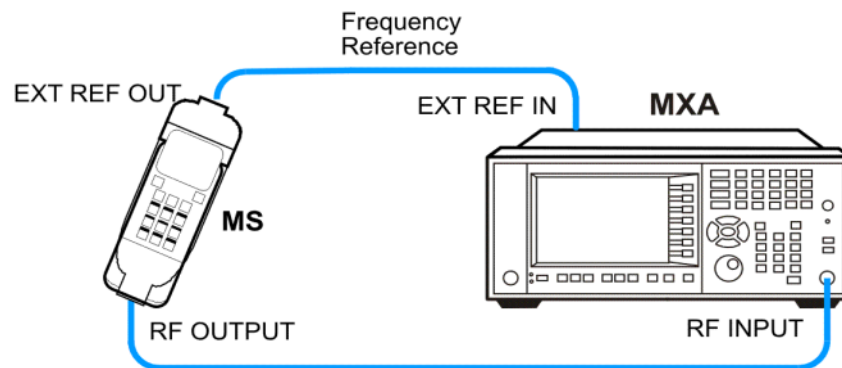 Frequency
Reference
EXT REF OUT
EXT REF IN
MXA
MS
RF OUTPUT
RF INPUT